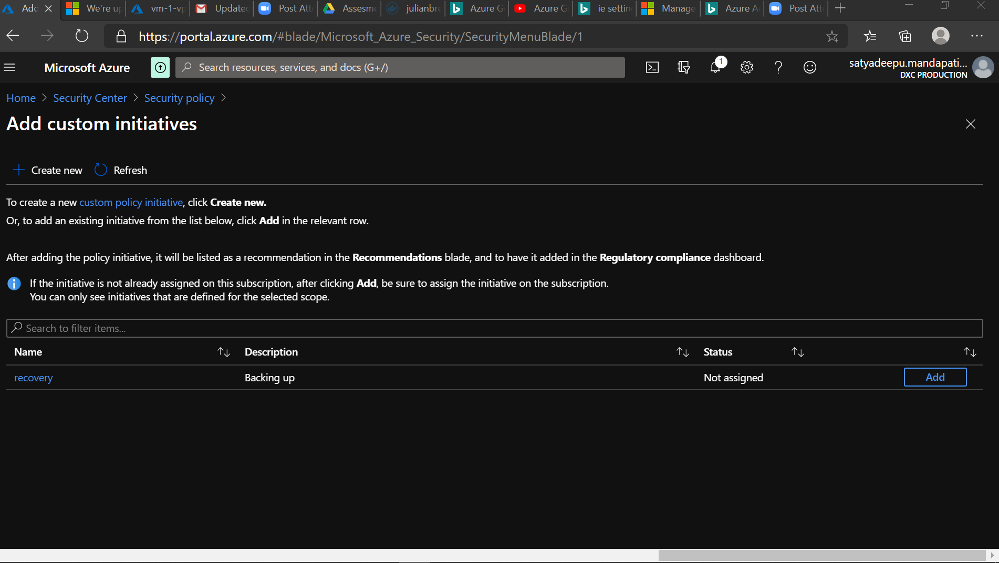 Add
We're up
vm-1-vp
Updated
Post Att
Assesme
julianbre
Azure G
Azure G
ie settin
Manage
Azure A
Post Att
https://portal.azure.com/#blade/Microsoft_Azure_Security/SecurityMenuBlade/1
Microsoft Azure
Search resources, services, and docs (G+/)
1
satyadeepu.mandapati...
DXC PRODUCTION
Home > Security Center > Security policy >
Add custom initiatives
Create new
Refresh
To create a new custom policy initiative, click Create new.
Or, to add an existing initiative from the list below, click Add in the relevant row.
After adding the policy initiative, it will be listed as a recommendation in the Recommendations blade, and to have it added in the Regulatory compliance dashboard.
If the initiative is not already assigned on this subscription, after clicking Add, be sure to assign the initiative on the subscription.
You can only see initiatives that are defined for the selected scope.
Search to filter items...
Name Description Status
recovery Backing up Not assigned Add